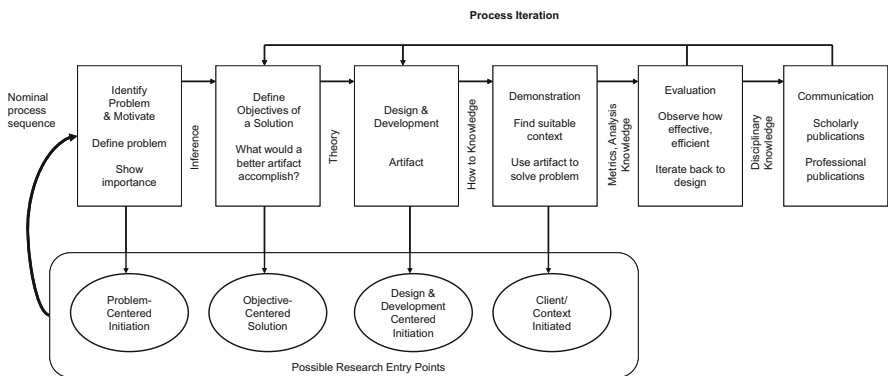 Process Iteration
Nominal
process
sequence
Identify
Problem
& Motivate
Define problem
Show
importance
Inference
Define
Objectives of
a Solution
What would a
better artifact
accomplish?
Theory
Design &
Development
Artifact
How to Knowledge
Demonstration
Find suitable
context
Use artifact to
solve problem
Metrics, Analysis
Knowledge
Evaluation
Observe how
effective,
efficient
Iterate back to
design
Disciplinary
Knowledge
Communication
Scholarly
publications
Professional
publications
Problem-
Centered
Initiation
Objective-
Centered
Solution
Design &
Development
Centered
Initiation
Client/
Context
Initiated
Possible Research Entry Points